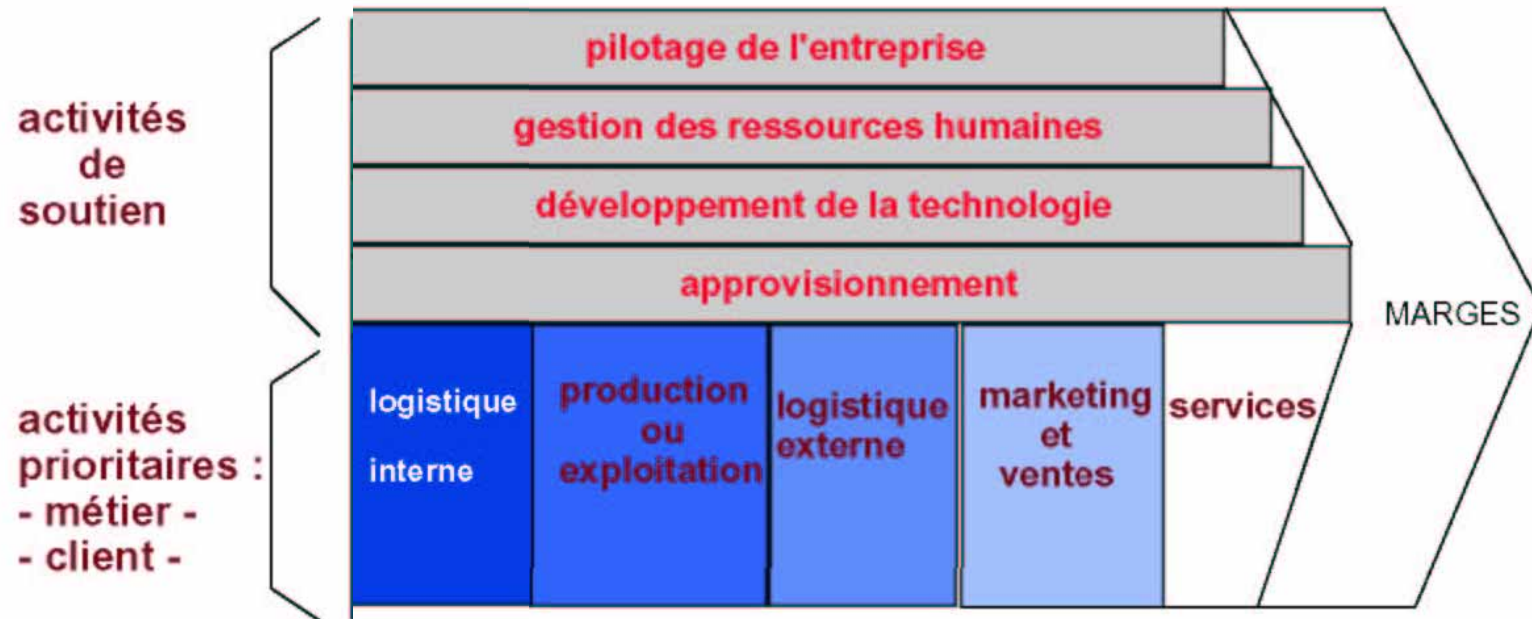 activités
de
soutien
pilotage de l'entreprise
gestion des ressources humaines
développement de la technologie
approvisionnement
MARGES
activités
prioritaires :
- métier -
- client -
logistique
interne
production
ou
exploitation
logistique
externe
marketing
et
ventes
services